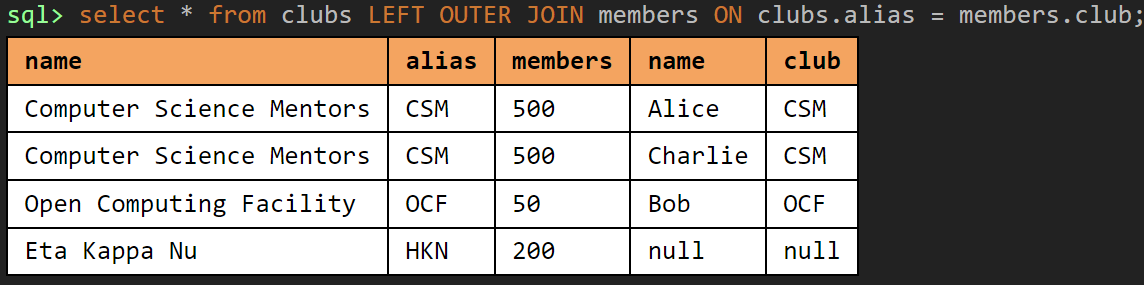 sql> select * from clubs LEFT OUTER JOIN members ON clubs.alias = members.club;
name alias members name club
Computer Science Mentors CSM 500 Alice CSM
Computer Science Mentors CSM 500 Charlie CSM
Open Computing Facility OCF 50 Bob OCF
Eta Kappa Nu HKN 200 null null